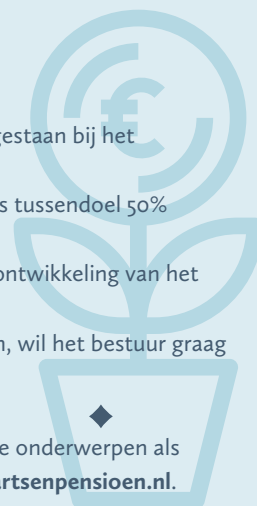 gestaan bij het
s tussendoel 50%
ontwikkeling van het
n, wil het bestuur graag
e onderwerpen als
rtsenpensioen.nl.